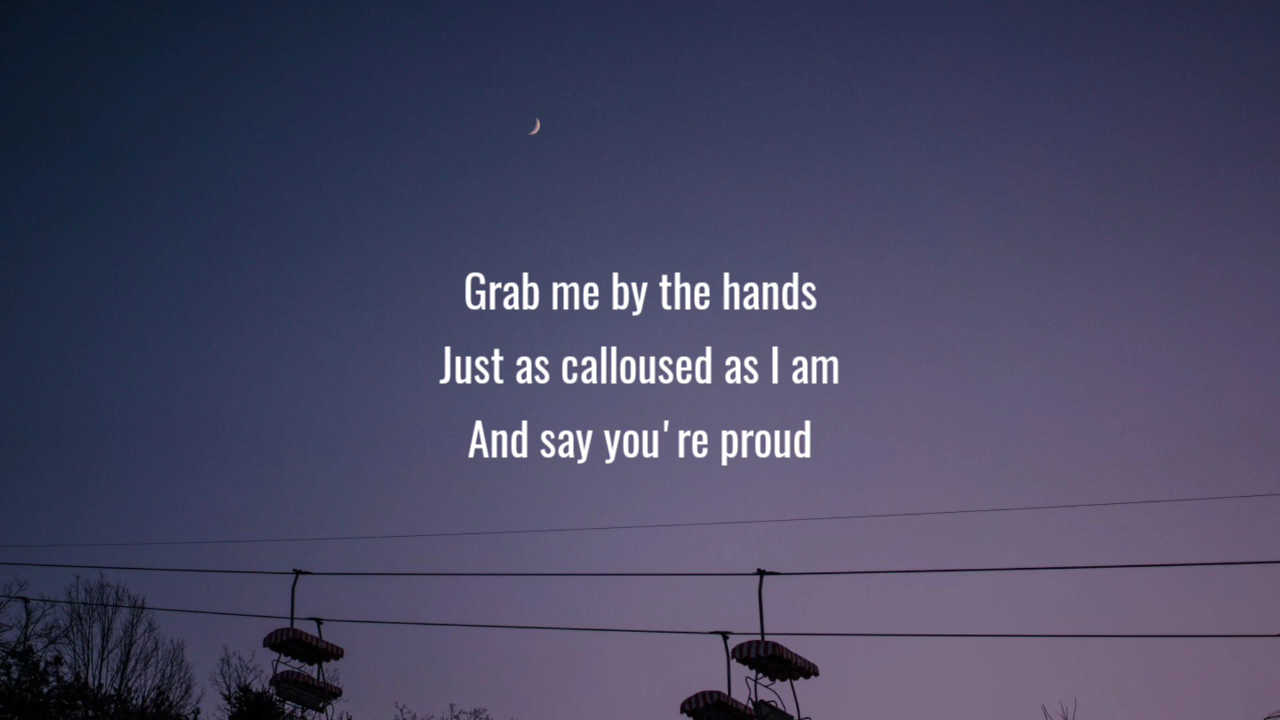 Grab me by the hands
Just as calloused as I am
And say you're proud